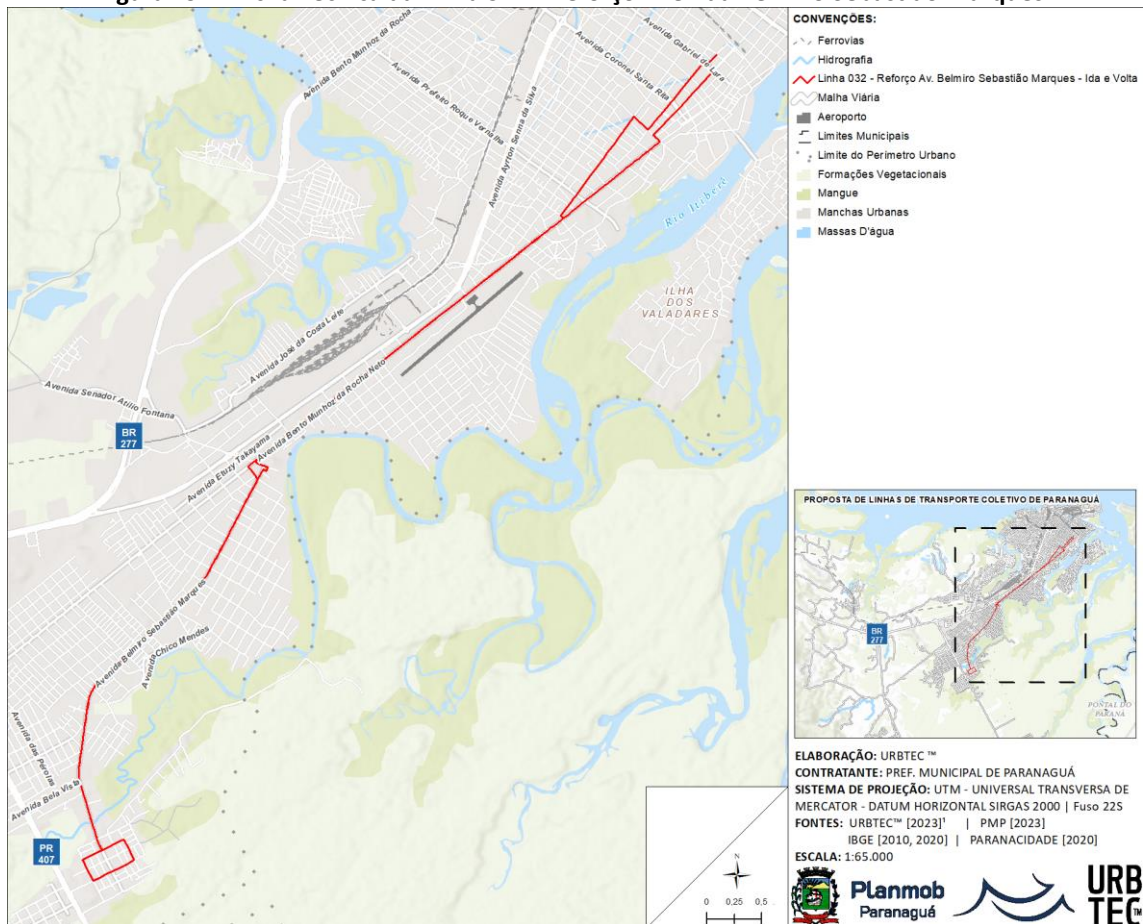 CONVENÇÕES:
Ferrovias
Hidrografia
Linha 032 - Reforço Av. Belmiro Sebastião Marques - Ida e Volta
Malha Viária
Aeroporto
Limites Municipais
Limite do Perímetro Urbano
Formações Vegetacionais
Mangue
Manchas Urbanas
Massas D'água
Avenida Bento Munhoz da Rocha
Avenida Prefeito Roque Vernalha
Avenida Coronel Santa Rita
Avenida Gabriel de Lara
Avenida Ayrton Senna da Silva
Rio Itiberê
ILHA
DOS
VALADARES
Avenida José da Costa Leite
Avenida Senador Atílio Fontana
BR
277
Avenida Bento Munhoz da Rocha Neto
Avenida Etuzy Takayama
Avenida Belmiro Sebastião Marques
Avenida Chico Mendes
Avenida das Pérolas
Avenida Bela Vista
PR
407
N
0 0,25 0,5
PROPOSTA DE LINHAS DE TRANSPORTE COLETIVO DE PARANAGUÁ
BR
277
PONTAL DO
PARANÁ
ELABORAÇÃO: URBTEC ™
CONTRATANTE: PREF. MUNICIPAL DE PARANAGUÁ
SISTEMA DE PROJEÇÃO: UTM - UNIVERSAL TRANSVERSA DE
MERCATOR - DATUM HORIZONTAL SIRGAS 2000 | Fuso 22S
FONTES: URBTEC™ [2023]¹ | PMP [2023]
IBGE [2010, 2020] | PARANACIDADE [2020]
ESCALA: 1:65.000
Planmob
Paranaguá
URB
TEC™